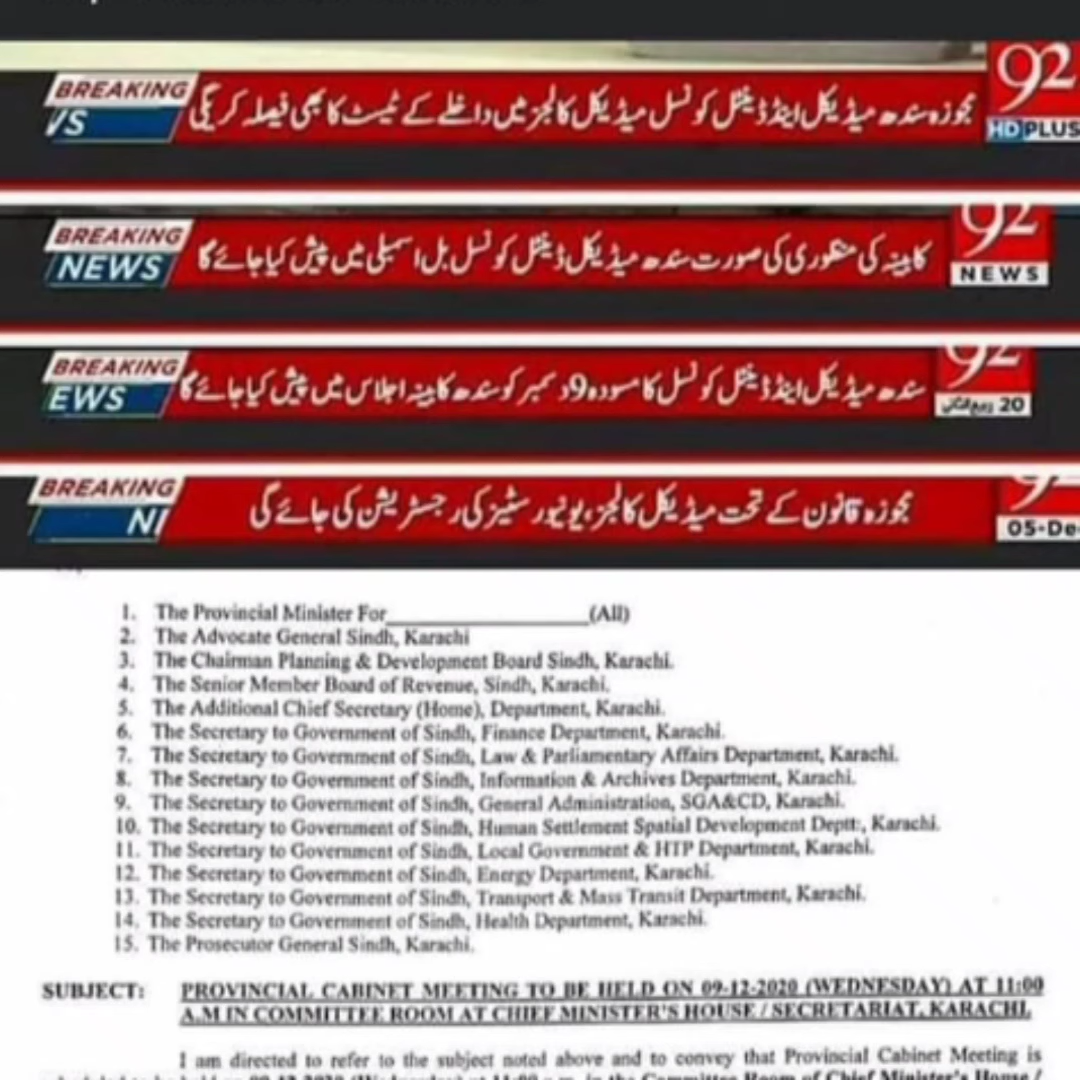 BREAKING
VS
مجوزہ سندھ میڈیکل اینڈ ڈینٹل کونسل میڈیکل کالجز میں داخلے کے ٹیسٹ کا بھی فیصلہ کریگی
92
HD PLUS
BREAKING
NEWS
کابینہ کی منظوری کی صورت سندھ میڈیکل ڈینٹل کونسل بل اسمبلی میں پیش کیا جائے گا
92
NEWS
BREAKING
EWS
سندھ میڈیکل اینڈ ڈینٹل کونسل کا مسودہ 9 دسمبر کو سندھ کابینہ اجلاس میں پیش کیا جائے گا
92
20 ربیع الثانی
BREAKING
NI
مجوزہ قانون کے تحت میڈیکل کالجز، یونیورسٹیز کی رجسٹریشن کی جائے گی
05-De
1. The Provincial Minister For____________________(All)
2. The Advocate General Sindh, Karachi
3. The Chairman Planning & Development Board Sindh, Karachi.
4. The Senior Member Board of Revenue, Sindh, Karachi.
5. The Additional Chief Secretary (Home), Department, Karachi.
6. The Secretary to Government of Sindh, Finance Department, Karachi.
7. The Secretary to Government of Sindh, Law & Parliamentary Affairs Department, Karachi.
8. The Secretary to Government of Sindh, Information & Archives Department, Karachi.
9. The Secretary to Government of Sindh, General Administration, SGA&CD, Karachi.
10. The Secretary to Government of Sindh, Human Settlement Spatial Development Deptt:, Karachi.
11. The Secretary to Government of Sindh, Local Government & HTP Department, Karachi.
12. The Secretary to Government of Sindh, Energy Department, Karachi.
13. The Secretary to Government of Sindh, Transport & Mass Transit Department, Karachi.
14. The Secretary to Government of Sindh, Health Department, Karachi.
15. The Prosecutor General Sindh, Karachi.
SUBJECT: PROVINCIAL CABINET MEETING TO BE HELD ON 09-12-2020 (WEDNESDAY) AT 11:00
A.M IN COMMITTEE ROOM AT CHIEF MINISTER'S HOUSE / SECRETARIAT, KARACHI.
I am directed to refer to the subject noted above and to convey that Provincial Cabinet Meeting is